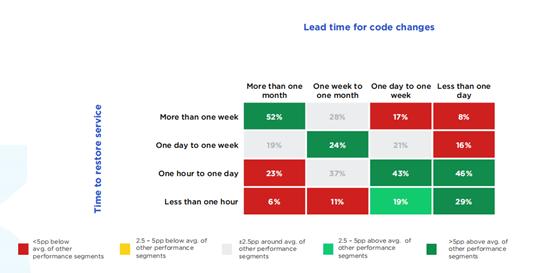 Lead time for code changes
More than one month
One week to one month
One day to one week
Less than one day
Time to restore service
More than one week
52%
28%
17%
8%
One day to one week
19%
24%
21%
16%
One hour to one day
23%
37%
43%
46%
Less than one hour
6%
11%
19%
29%
<5pp below
avg. of other
performance segments
2.5 – 5pp below avg. of
other performance
segments
±2.5pp around avg. of
other performance
segments
2.5 – 5pp above avg. of
other performance
segments
>5pp above avg. of
other performance
segments